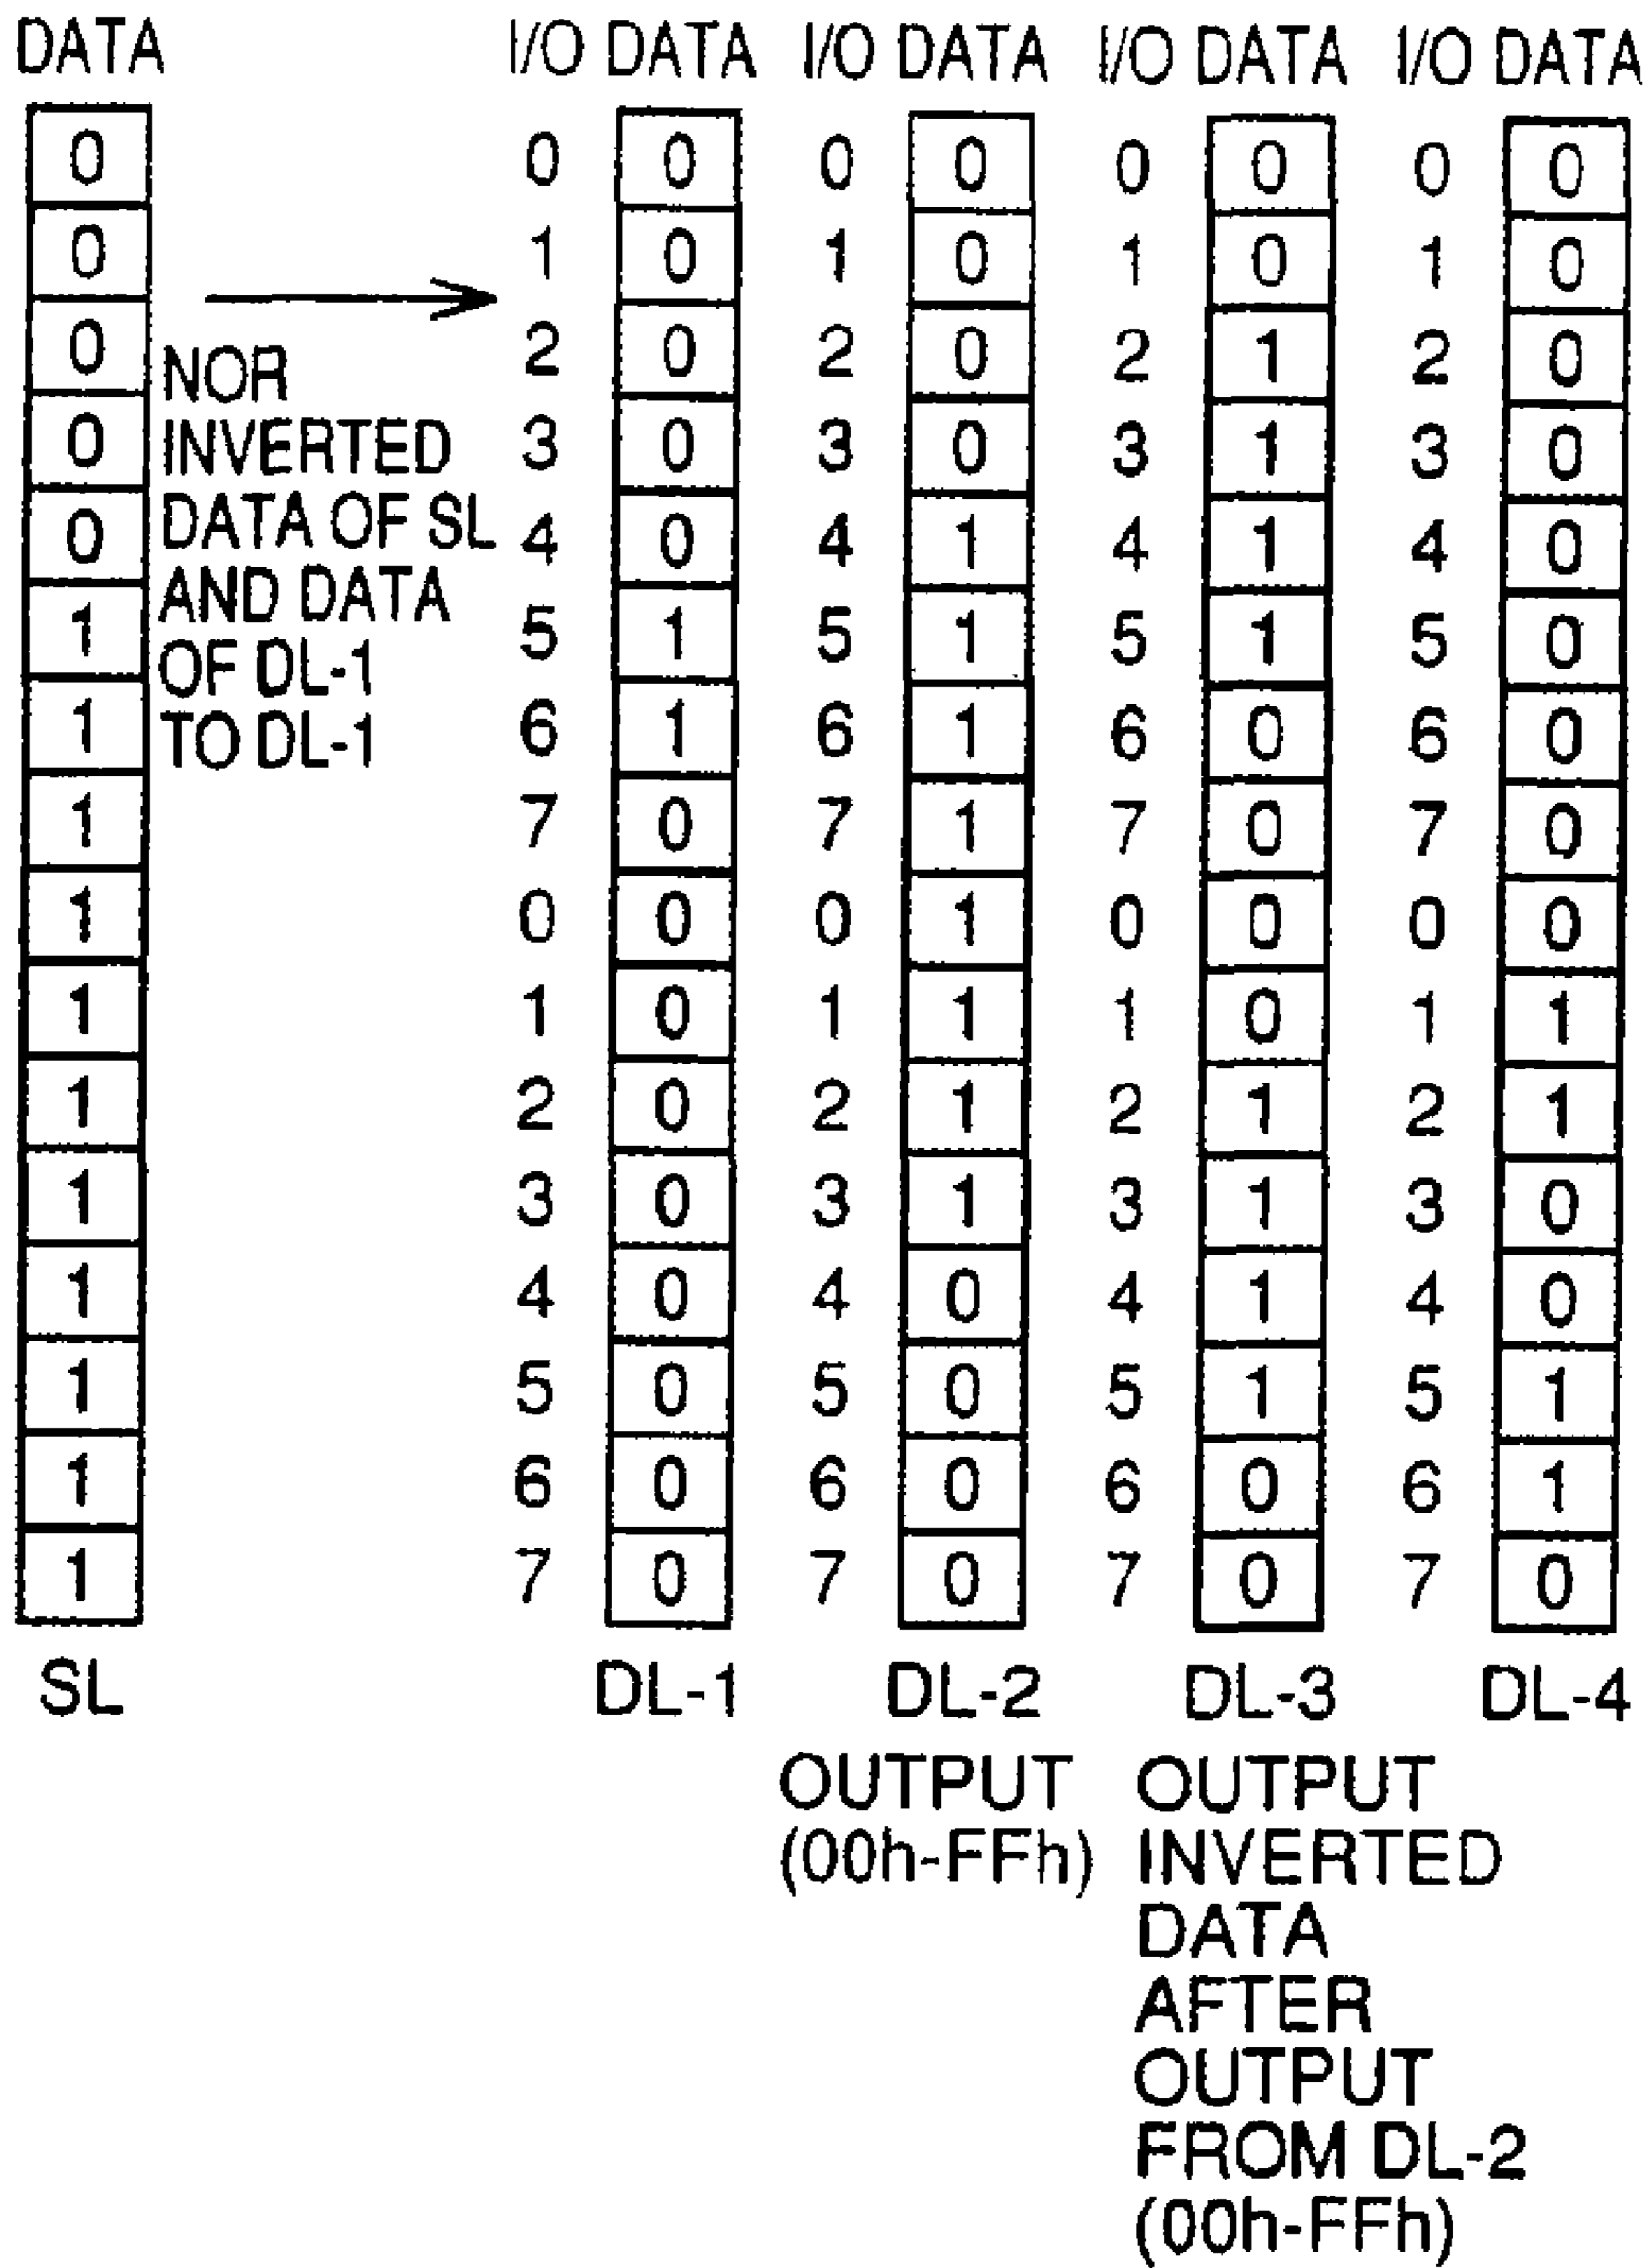 DATA I/O DATA I/O DATA I/O DATA I/O DATA
0 0 0 0 0 0 0 0 0
0 1 0 1 0 1 0 1 0
0 2 0 2 0 2 1 2 0
NOR
0 3 0 3 0 3 1 3 0
INVERTED
0 DATA OF SL 4 0 4 1 4 1 4 0
1 AND DATA 5 1 5 1 5 1 5 0
OF DL-1
1 TO DL-1 6 1 6 1 6 0 6 0
1 7 0 7 1 7 0 7 0
1 0 0 0 1 0 0 0 0
1 1 0 1 1 1 0 1 1
1 2 0 2 1 2 1 2 1
1 3 0 3 1 3 1 3 0
1 4 0 4 0 4 1 4 0
1 5 0 5 0 5 1 5 1
1 6 0 6 0 6 0 6 1
1 7 0 7 0 7 0 7 0
SL DL-1 DL-2 DL-3 DL-4
OUTPUT
(00h-FFh)
OUTPUT
INVERTED
DATA
AFTER
OUTPUT
FROM DL-2
(00h-FFh)